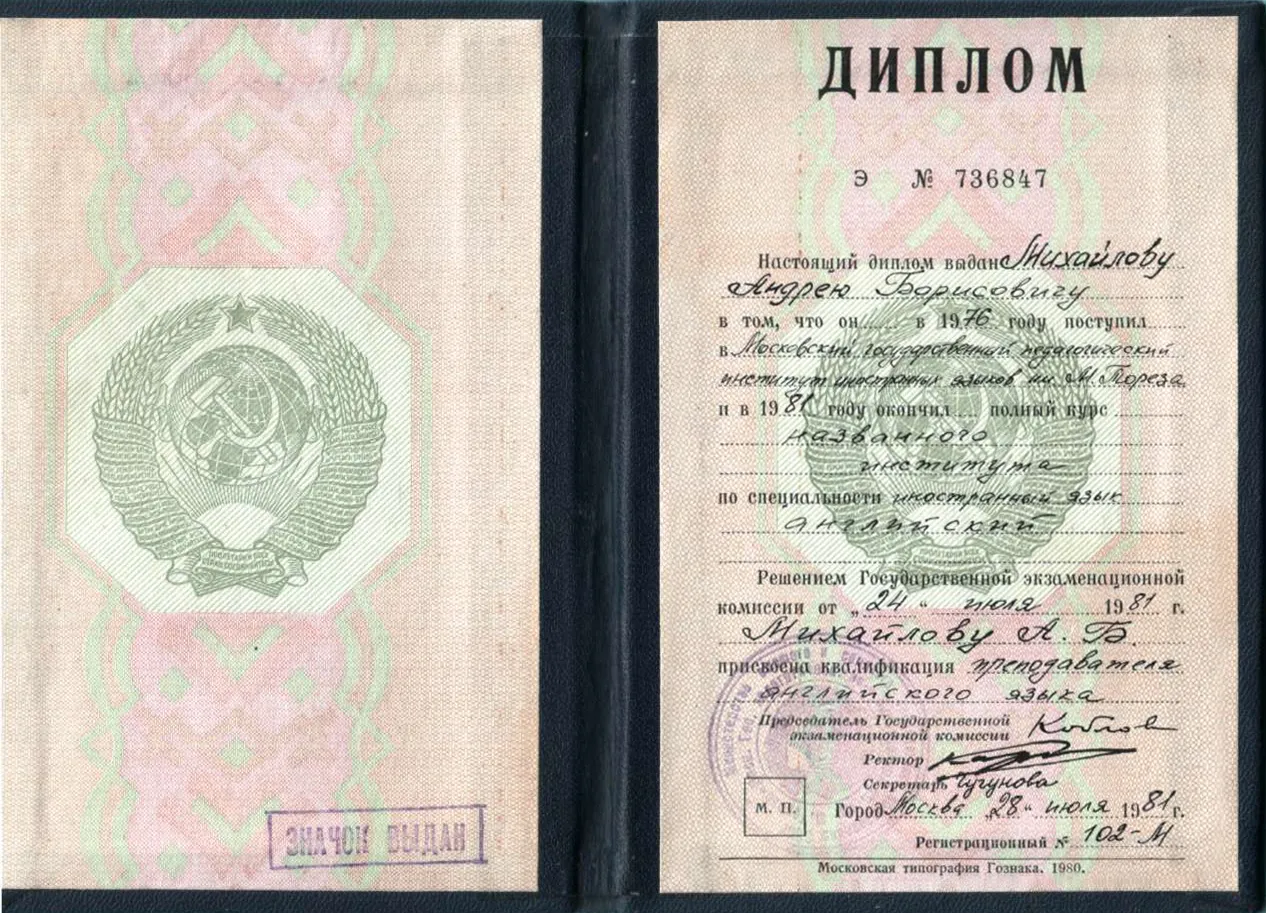 ЗНАЧОК ВЫДАН
ДИПЛОМ
Э № 736847
Настоящий диплом выдан Михайлову
Андрею Борисовичу
в том, что он в 1976 году поступил
в Московский государственный педагогический
институт иностранных языков им. М. Тореза
и в 1981 году окончил полный курс
названного
института
по специальности иностранный язык
английский
Решением Государственной экзаменационной
комиссии от „24“ июля 1981 г.
Михайлову А. Б.
присвоена квалификация преподавателя
английского языка
Председатель Государственной
экзаменационной комиссии
Ректор
Секретарь Чугунова
М. П.
Город Москва „28“ июля 1981 г.
Регистрационный № 102-М
Московская типография Гознака. 1980.